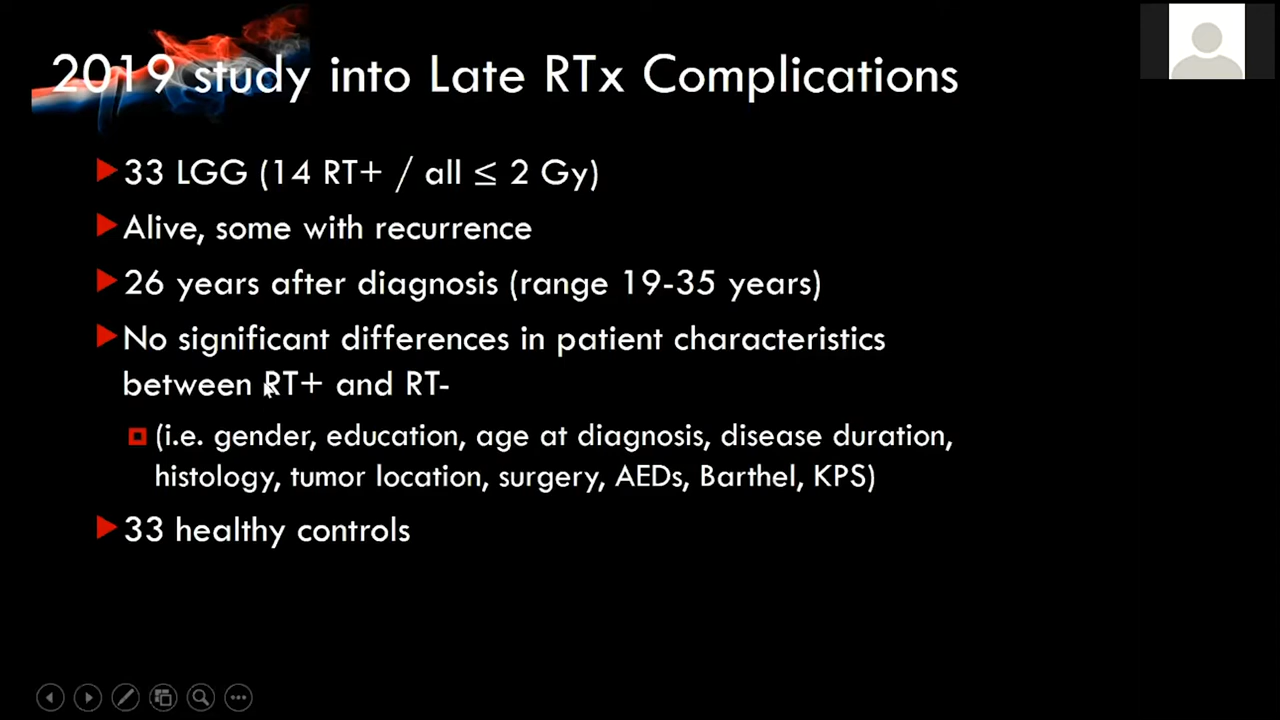 2019 study into Late RTx Complications
33 LGG (14 RT+ / all ≤ 2 Gy)
Alive, some with recurrence
26 years after diagnosis (range 19-35 years)
No significant differences in patient characteristics
between RT+ and RT-
(i.e. gender, education, age at diagnosis, disease duration,
histology, tumor location, surgery, AEDs, Barthel, KPS)
33 healthy controls